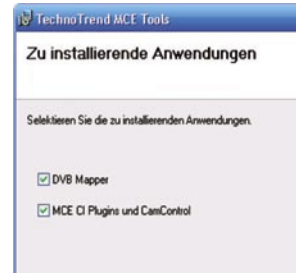 TechnoTrend MCE Tools
Zu installierende Anwendungen
Selektieren Sie die zu installierenden Anwendungen.
DVB Mapper
MCE CI Plugins und CamControl